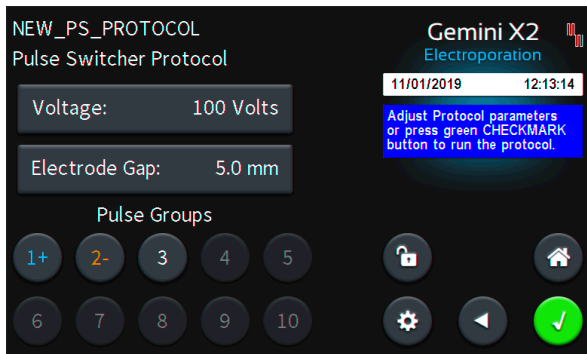 NEW_PS_PROTOCOL
Pulse Switcher Protocol
Voltage: 100 Volts
Electrode Gap: 5.0 mm
Pulse Groups
1+ 2- 3 4 5
6 7 8 9 10
Gemini X2
Electroporation
11/01/2019 12:13:14
Adjust Protocol parameters
or press green CHECKMARK
button to run the protocol.